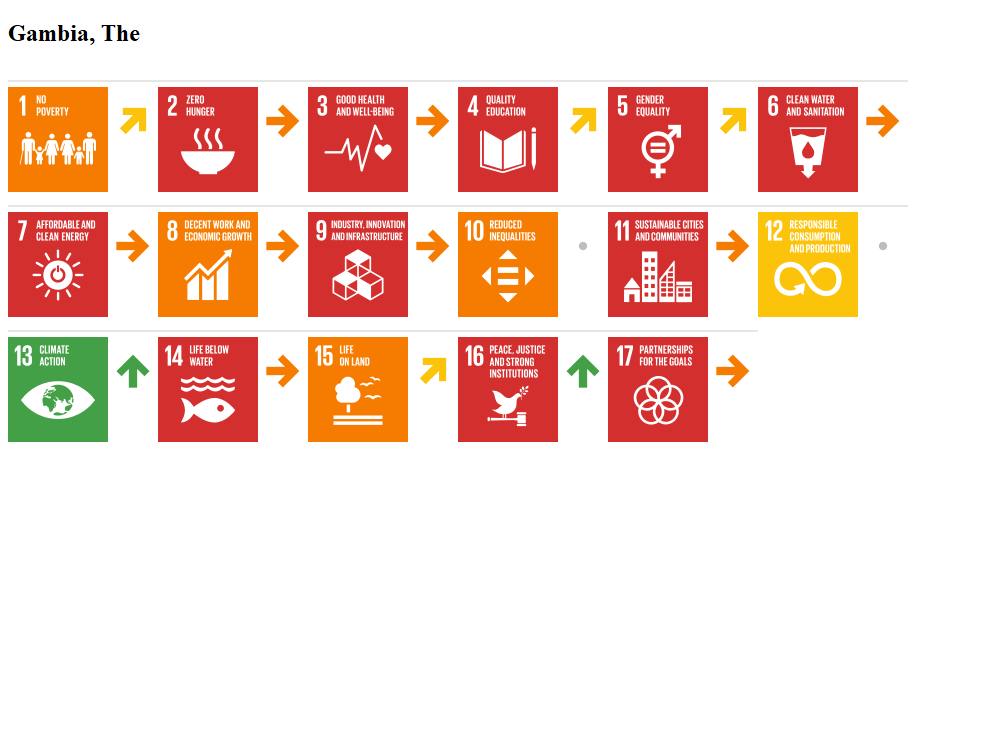 Gambia, The
1 NO
POVERTY
2 ZERO
HUNGER
3 GOOD HEALTH
AND WELL-BEING
4 QUALITY
EDUCATION
5 GENDER
EQUALITY
6 CLEAN WATER
AND SANITATION
7 AFFORDABLE AND
CLEAN ENERGY
8 DECENT WORK AND
ECONOMIC GROWTH
9 INDUSTRY, INNOVATION
AND INFRASTRUCTURE
10 REDUCED
INEQUALITIES
11 SUSTAINABLE CITIES
AND COMMUNITIES
12 RESPONSIBLE
CONSUMPTION
AND PRODUCTION
13 CLIMATE
ACTION
14 LIFE BELOW
WATER
15 LIFE
ON LAND
16 PEACE, JUSTICE
AND STRONG
INSTITUTIONS
17 PARTNERSHIPS
FOR THE GOALS